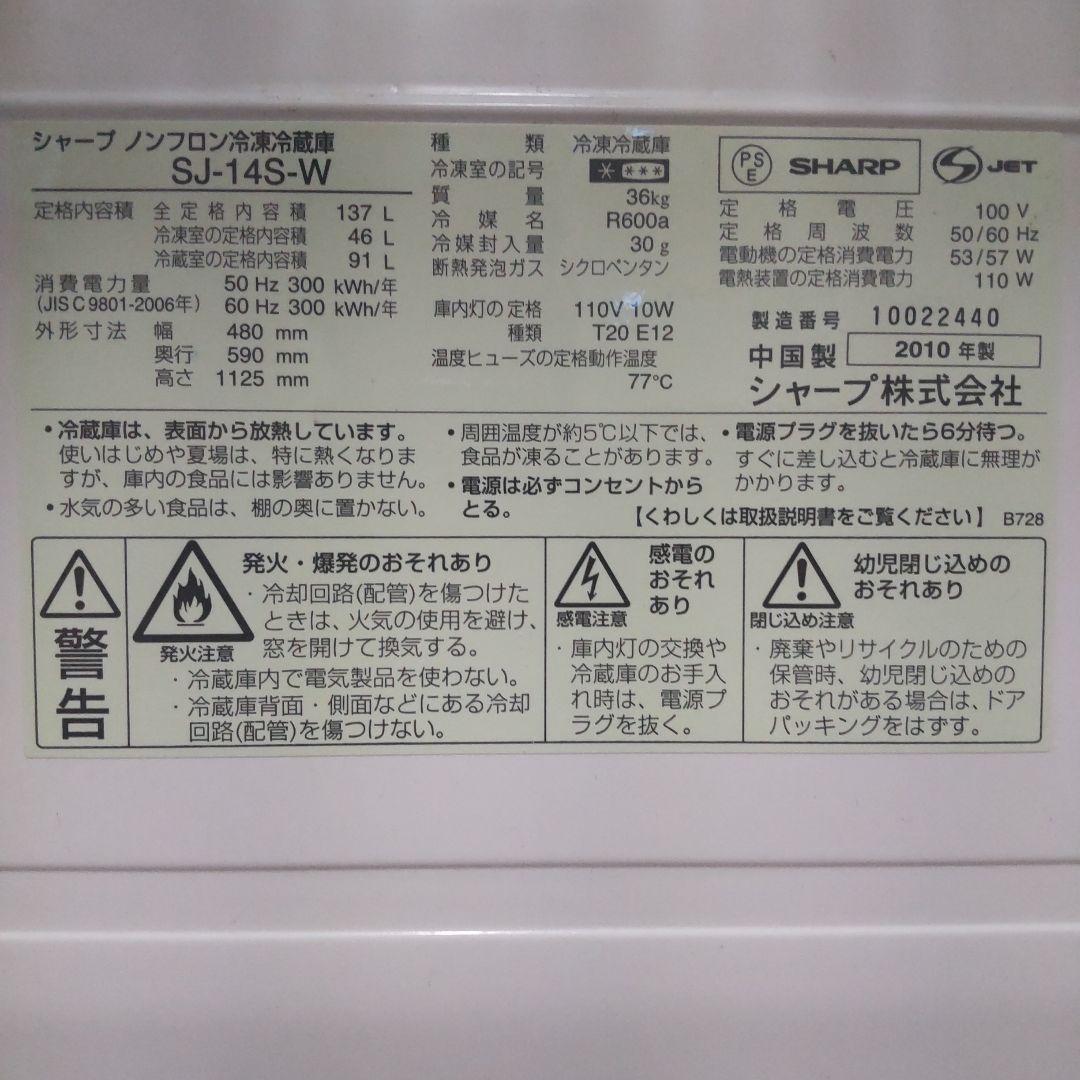 シャープ ノンフロン冷凍冷蔵庫
SJ-14S-W
定格内容積 全定格内容積 137 L
冷凍室の定格内容積 46 L
冷蔵室の定格内容積 91 L
消費電力量 50 Hz 300 kWh/年
(JIS C 9801-2006年) 60 Hz 300 kWh/年
外形寸法 幅 480 mm
奥行 590 mm
高さ 1125 mm
種類 冷凍冷蔵庫
冷凍室の記号 * ***
質量 36kg
冷媒名 R600a
冷媒封入量 30g
断熱発泡ガス シクロペンタン
庫内灯の定格 110V 10W
種類 T20 E12
温度ヒューズの定格動作温度
77℃
PSE SHARP JET
定格電圧 100 V
定格周波数 50/60 Hz
電動機の定格消費電力 53/57 W
電熱装置の定格消費電力 110 W
製造番号 10022440
中国製 2010 年製
シャープ株式会社
・冷蔵庫は、表面から放熱しています。
使いはじめや夏場は、特に熱くなりま
すが、庫内の食品には影響ありません。
・水気の多い食品は、棚の奥に置かない。
・周囲温度が約5℃以下では、
食品が凍ることがあります。
・電源は必ずコンセントから
とる。
・電源プラグを抜いたら6分待つ。
すぐに差し込むと冷蔵庫に無理が
かかります。
【くわしくは取扱説明書をご覧ください】 B728
警告
発火注意
発火・爆発のおそれあり
・冷却回路(配管)を傷つけた
ときは、火気の使用を避け、
窓を開けて換気する。
・冷蔵庫内で電気製品を使わない。
・冷蔵庫背面・側面などにある冷却
回路(配管)を傷つけない。
感電注意
感電の
おそれ
あり
・庫内灯の交換や
冷蔵庫のお手入
れ時は、電源プ
ラグを抜く。
閉じ込め注意
幼児閉じ込めの
おそれあり
・廃棄やリサイクルのための
保管時、幼児閉じ込めの
おそれがある場合は、ドア
パッキングをはずす。